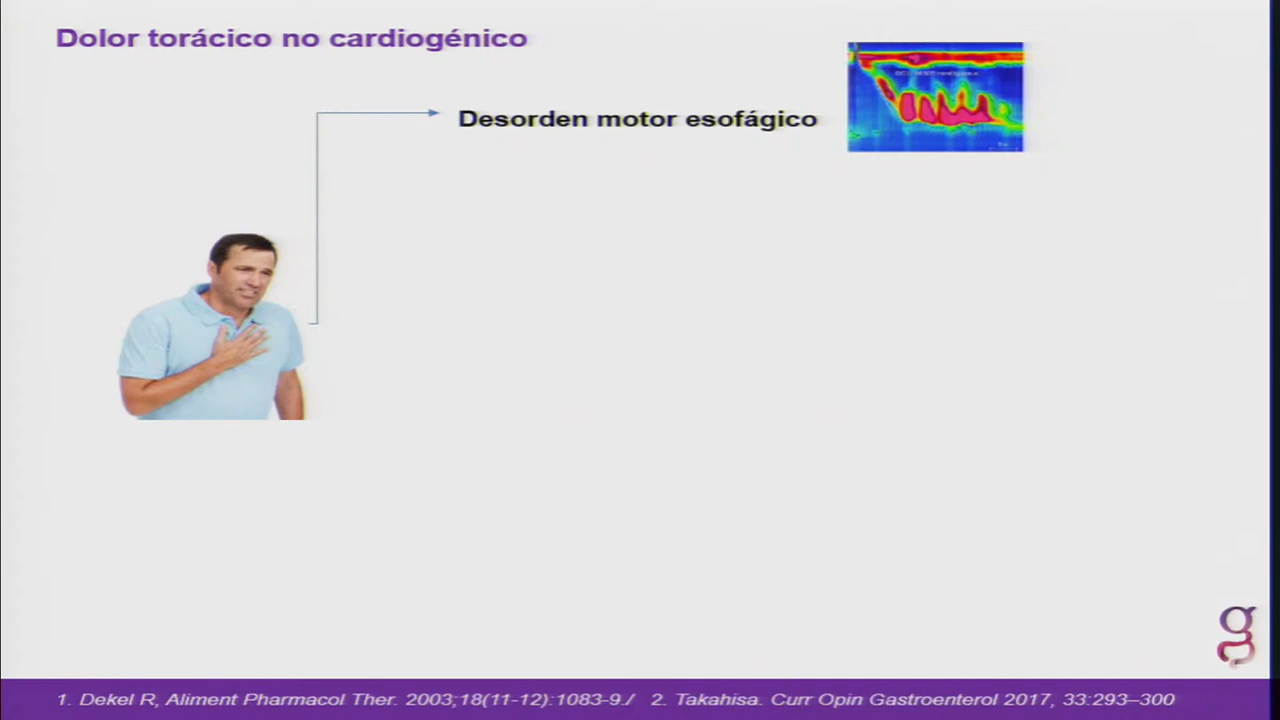 Dolor torácico no cardiogénico
Desorden motor esofágico
1. Dekel R, Aliment Pharmacol Ther. 2003;18(11-12):1083-9./ 2. Takahisa. Curr Opin Gastroenterol 2017, 33:293–300